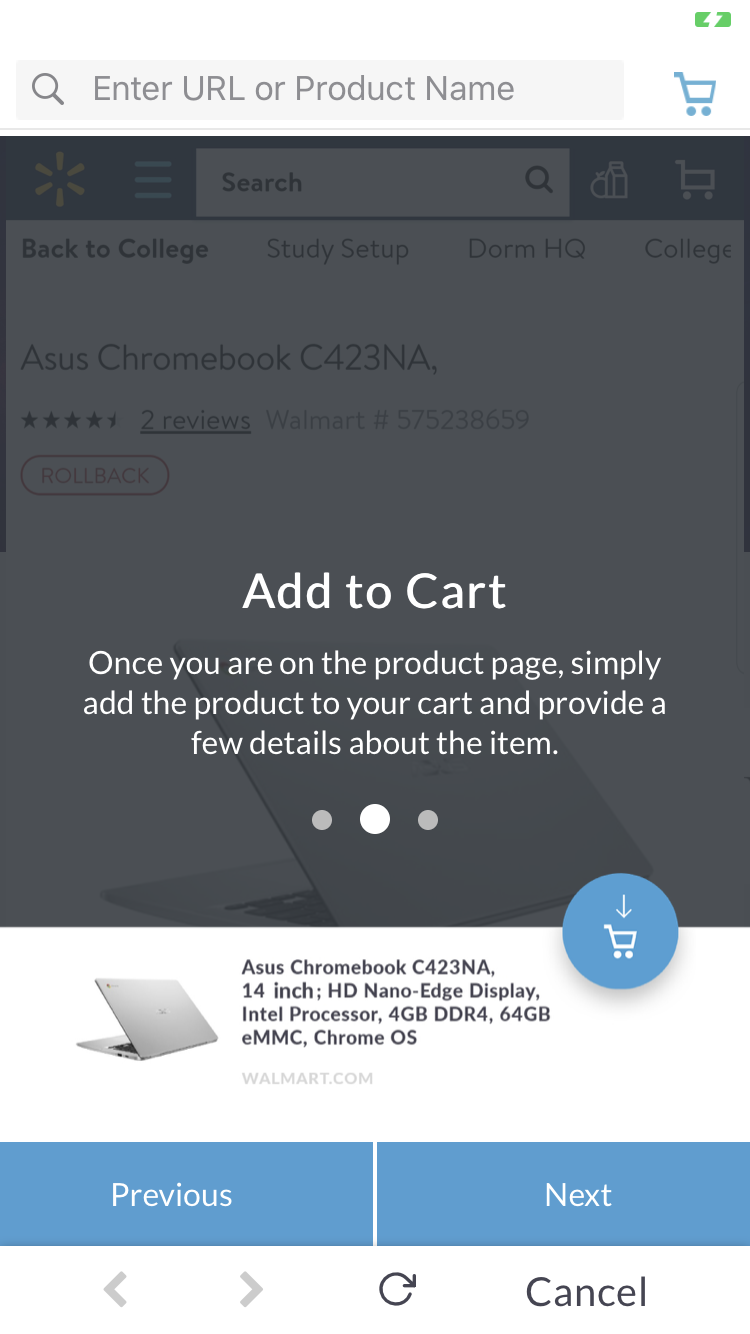 Enter URL or Product Name
Search
Back to College Study Setup Dorm HQ College
Asus Chromebook C423NA,
2 reviews Walmart # 575238659
ROLLBACK
Add to Cart
Once you are on the product page, simply
add the product to your cart and provide a
few details about the item.
Asus Chromebook C423NA,
14 inch; HD Nano-Edge Display,
Intel Processor, 4GB DDR4, 64GB
eMMC, Chrome OS
WALMART.COM
Previous Next
Cancel